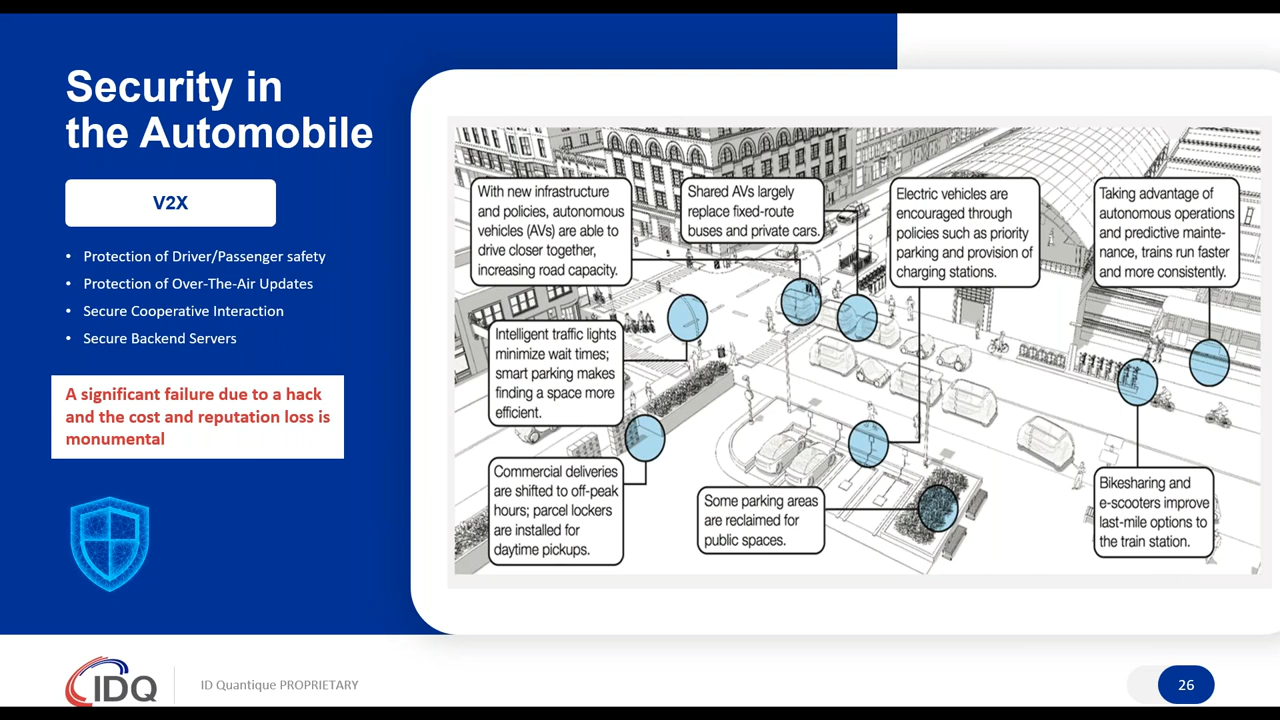 Security in
the Automobile
V2X
• Protection of Driver/Passenger safety
• Protection of Over-The-Air Updates
• Secure Cooperative Interaction
• Secure Backend Servers
A significant failure due to a hack
and the cost and reputation loss is
monumental
With new infrastructure
and policies, autonomous
vehicles (AVs) are able to
drive closer together,
increasing road capacity.
Shared AVs largely
replace fixed-route
buses and private cars.
Electric vehicles are
encouraged through
policies such as priority
parking and provision of
charging stations.
Taking advantage of
autonomous operations
and predictive mainte-
nance, trains run faster
and more consistently.
Intelligent traffic lights
minimize wait times;
smart parking makes
finding a space more
efficient.
Commercial deliveries
are shifted to off-peak
hours; parcel lockers
are installed for
daytime pickups.
Some parking areas
are reclaimed for
public spaces.
Bikesharing and
e-scooters improve
last-mile options to
the train station.
IDQ
ID Quantique PROPRIETARY
26